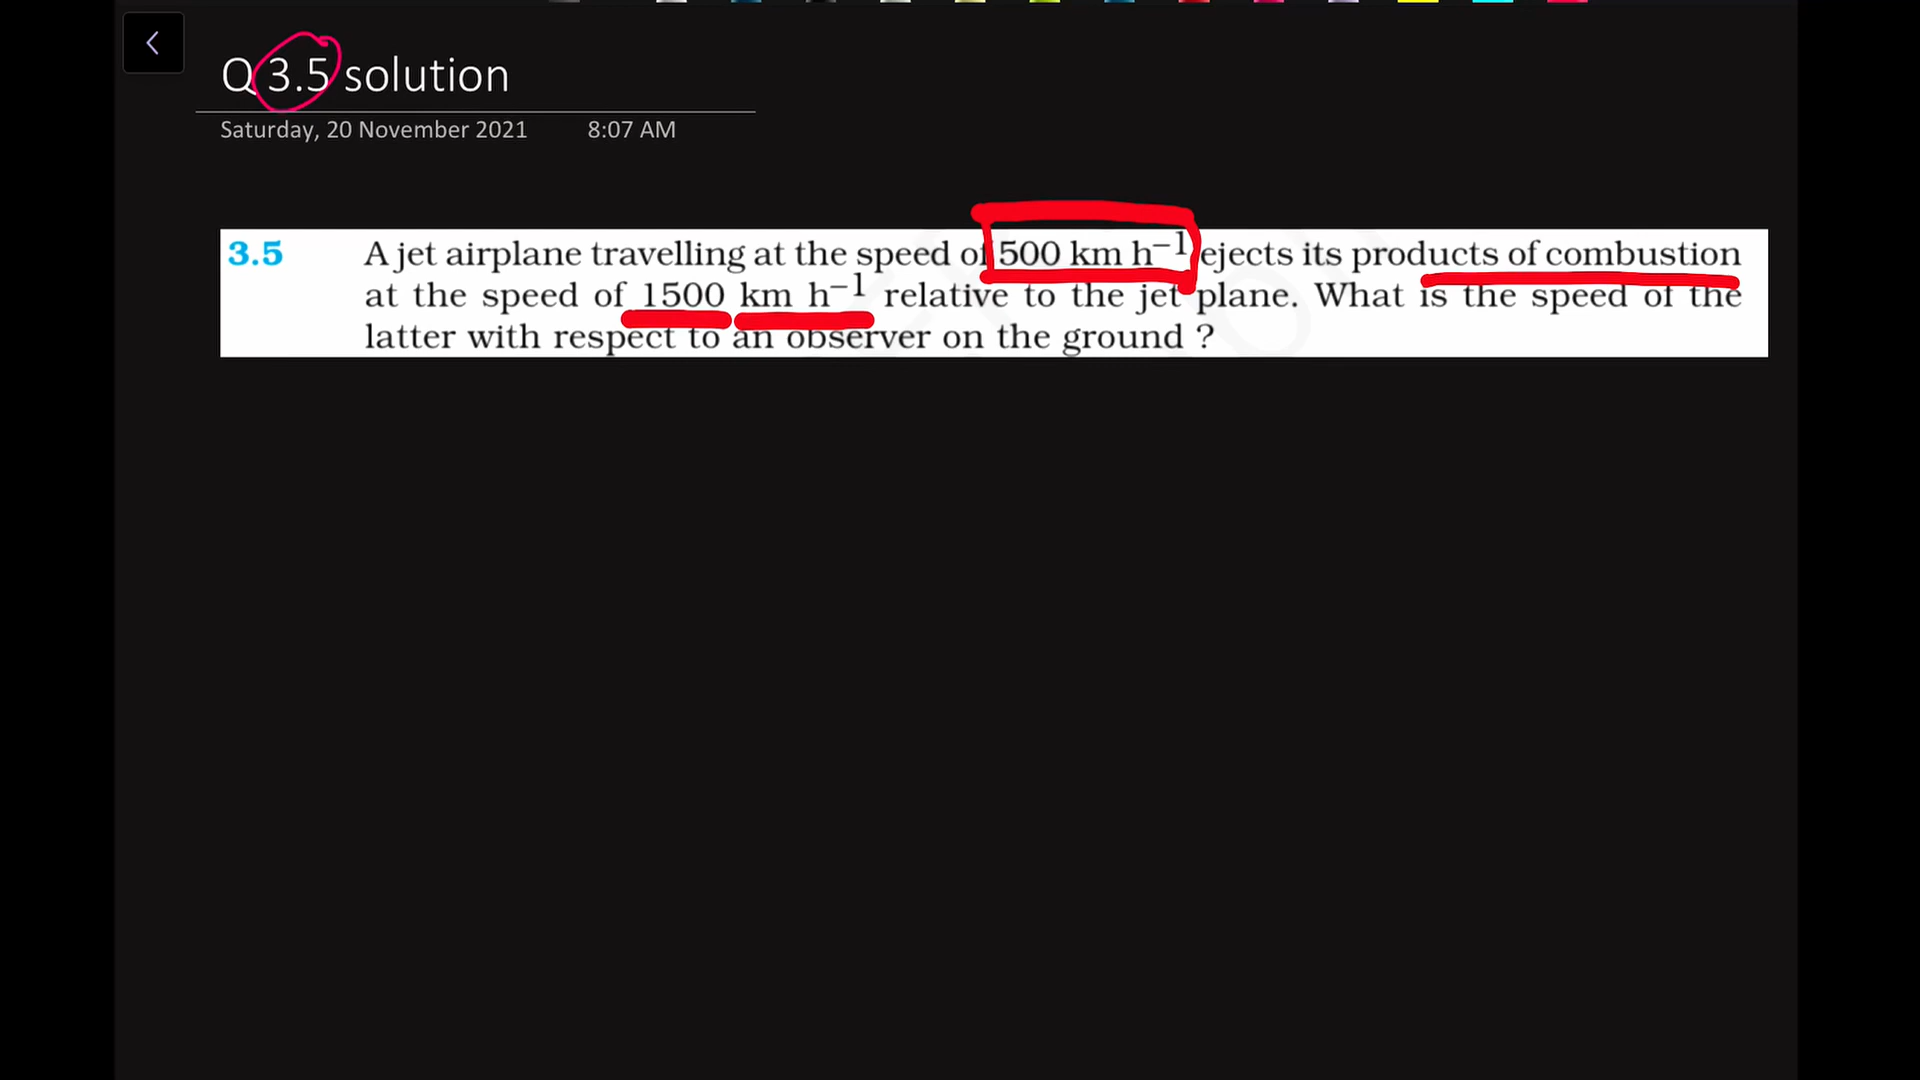 Q 3.5 solution
Saturday, 20 November 2021 8:07 AM
3.5 A jet airplane travelling at the speed of 500 km h⁻¹ ejects its products of combustion
at the speed of 1500 km h⁻¹ relative to the jet plane. What is the speed of the
latter with respect to an observer on the ground ?